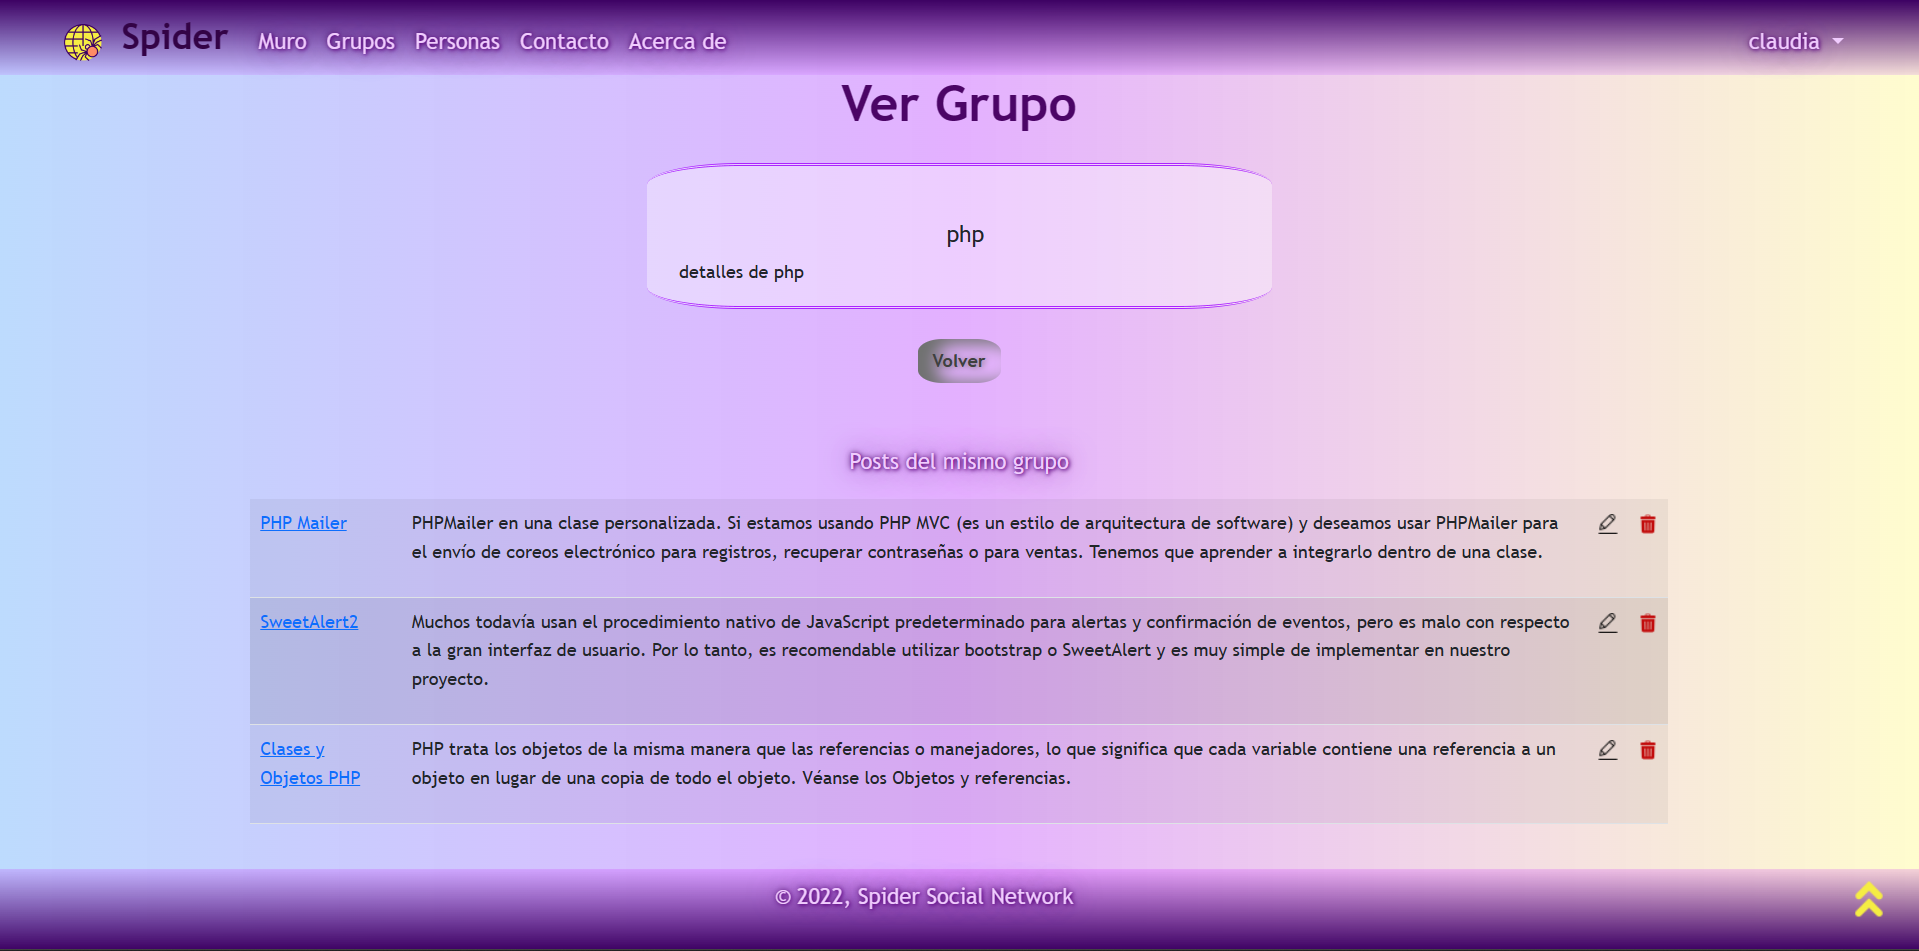 Spider Muro Grupos Personas Contacto Acerca de claudia
Ver Grupo
php
detalles de php
Volver
Posts del mismo grupo
PHP Mailer
PHPMailer en una clase personalizada. Si estamos usando PHP MVC (es un estilo de arquitectura de software) y deseamos usar PHPMailer para
el envío de coreos electrónico para registros, recuperar contraseñas o para ventas. Tenemos que aprender a integrarlo dentro de una clase.
SweetAlert2
Muchos todavía usan el procedimiento nativo de JavaScript predeterminado para alertas y confirmación de eventos, pero es malo con respecto
a la gran interfaz de usuario. Por lo tanto, es recomendable utilizar bootstrap o SweetAlert y es muy simple de implementar en nuestro
proyecto.
Clases y
Objetos PHP
PHP trata los objetos de la misma manera que las referencias o manejadores, lo que significa que cada variable contiene una referencia a un
objeto en lugar de una copia de todo el objeto. Véanse los Objetos y referencias.
© 2022, Spider Social Network